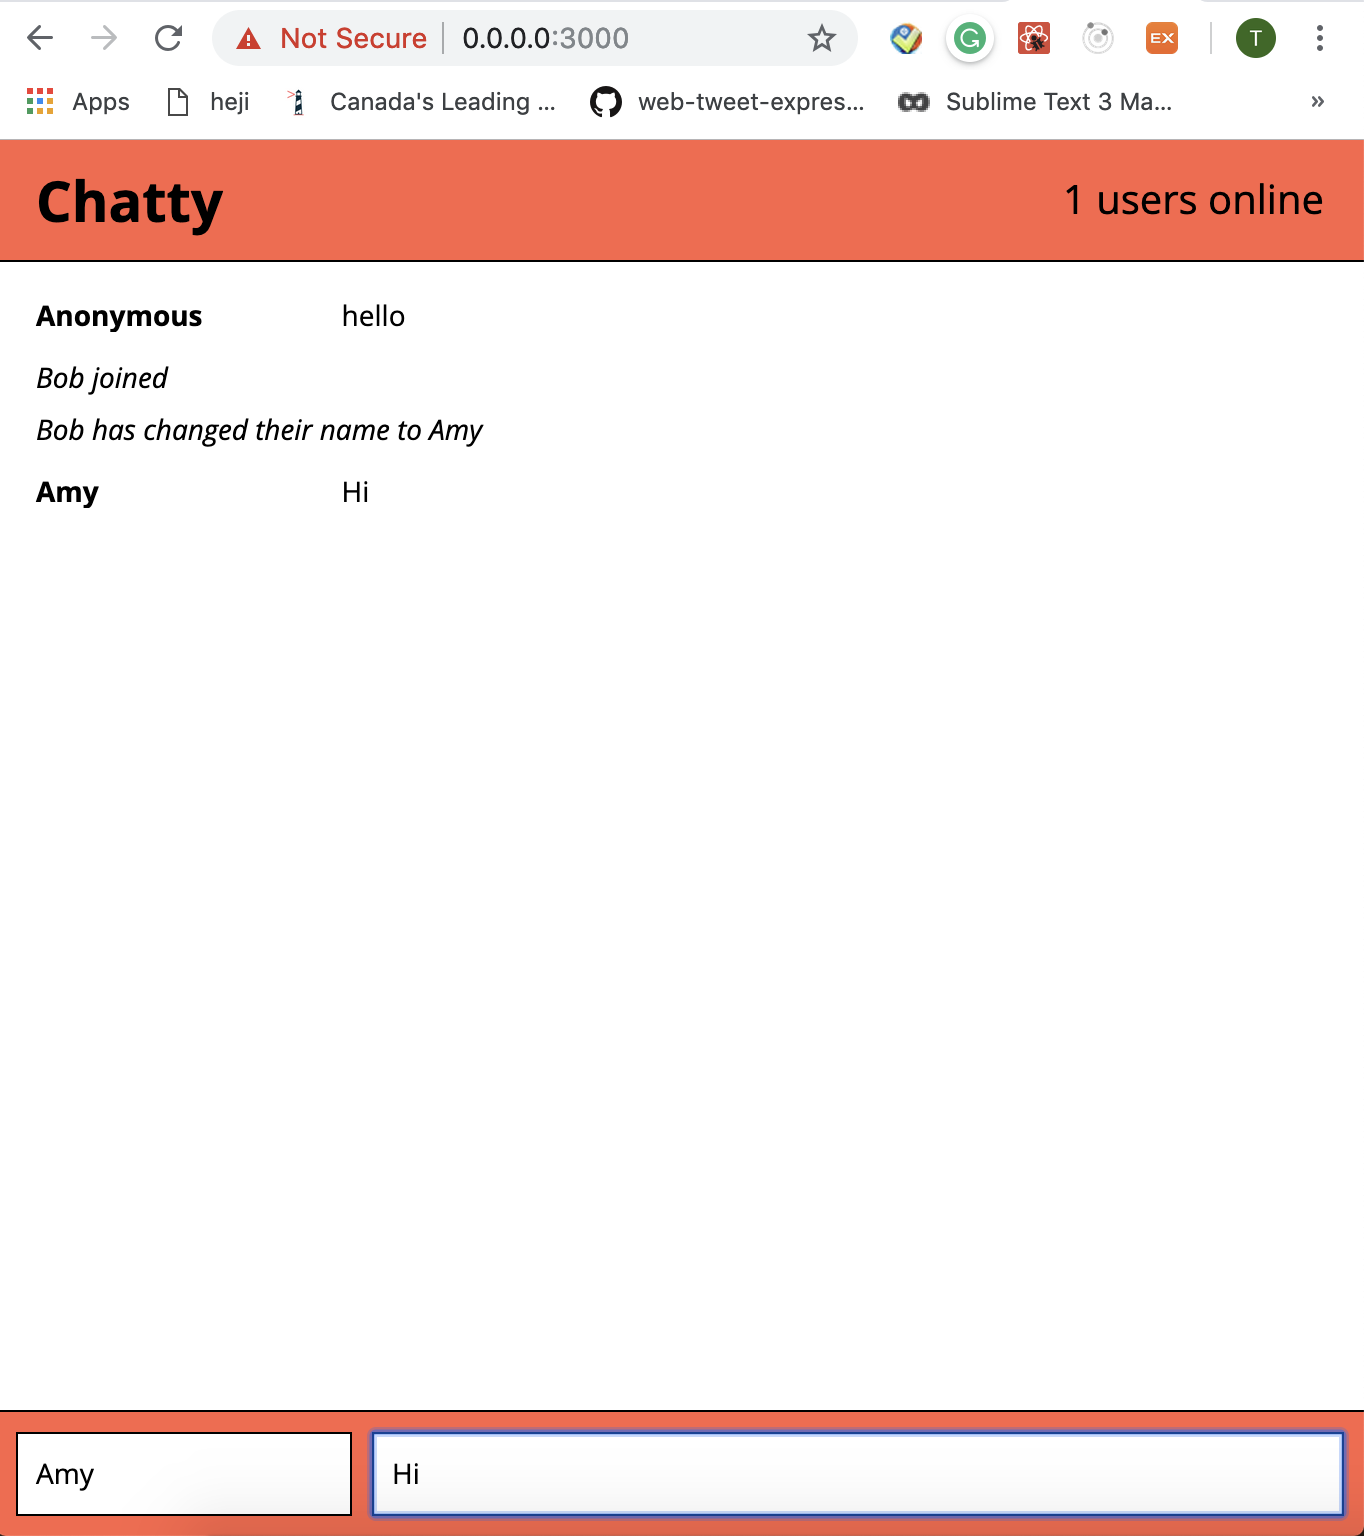 Not Secure 0.0.0.0:3000 EX T
Apps heji Canada's Leading ... web-tweet-expres... Sublime Text 3 Ma... »
Chatty 1 users online
Anonymous hello
Bob joined
Bob has changed their name to Amy
Amy Hi
Amy Hi